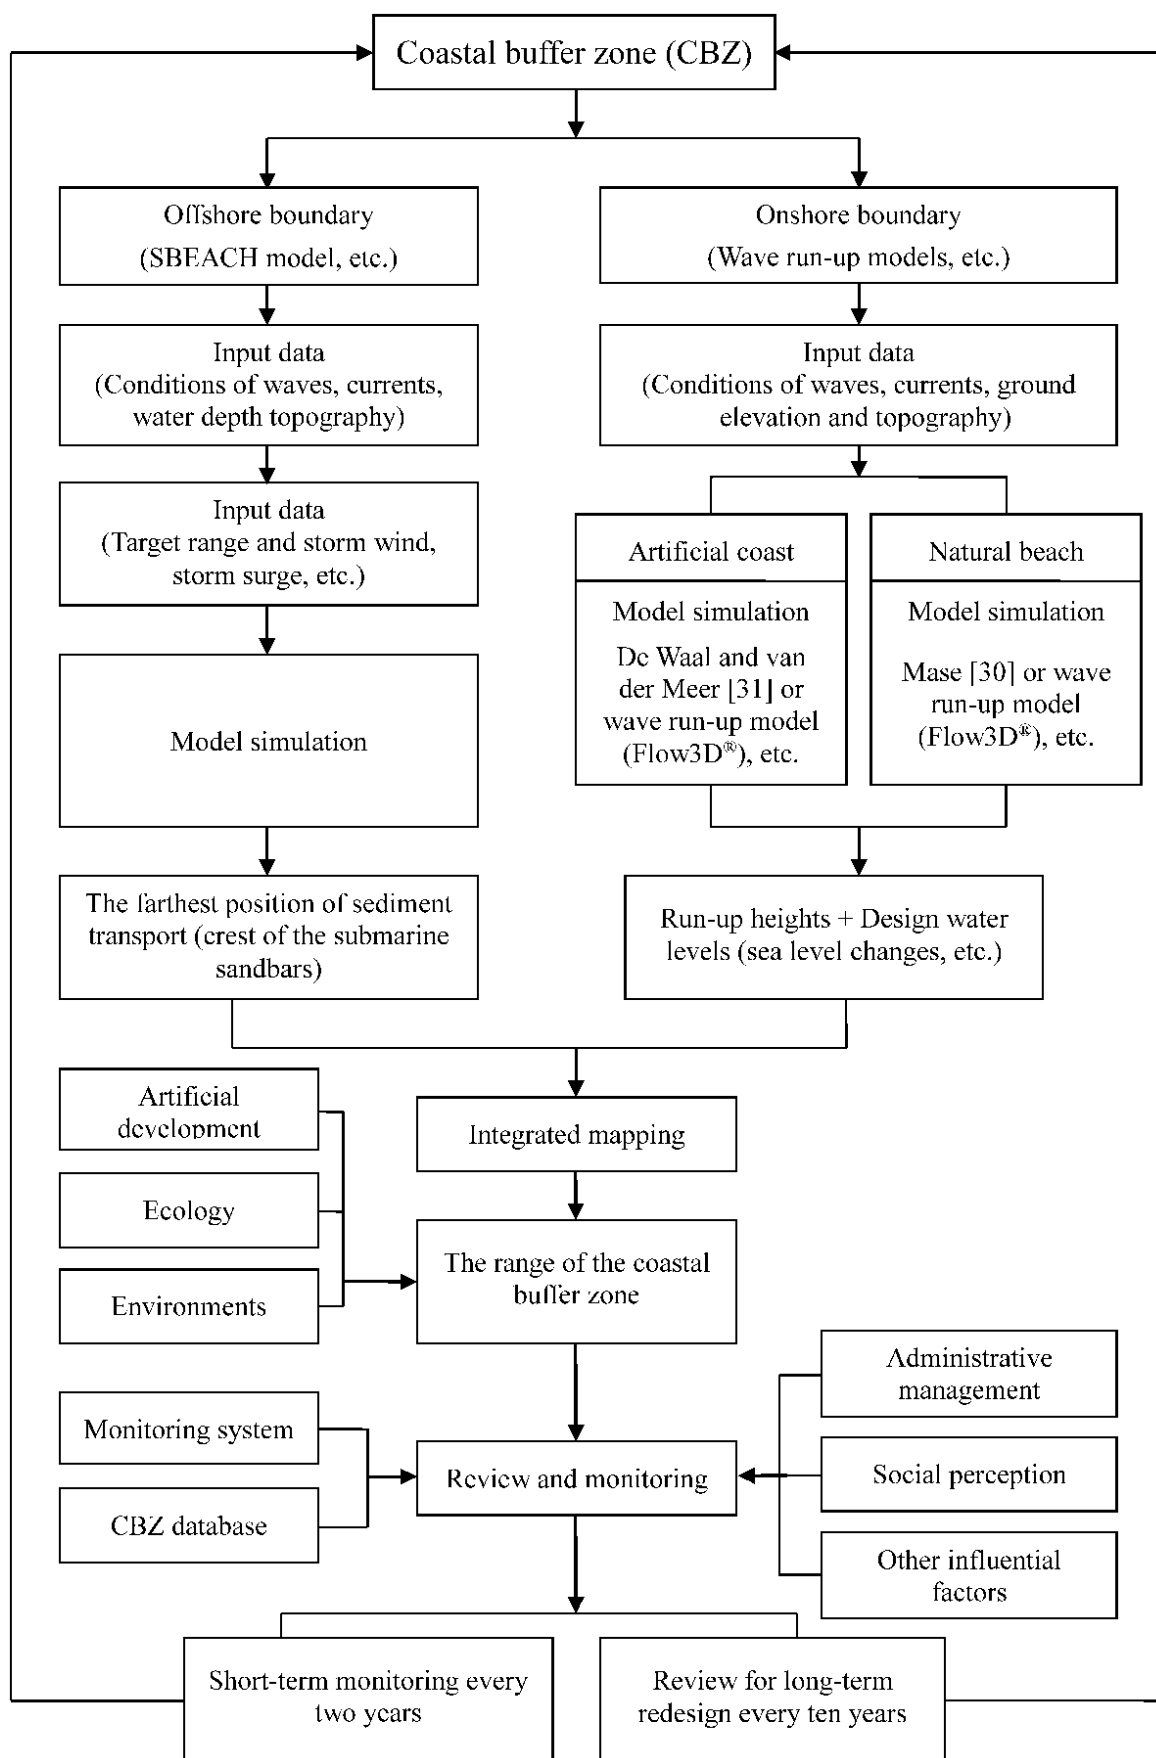 Coastal buffer zone (CBZ)
Offshore boundary
(SBEACH model, etc.)
Onshore boundary
(Wave run-up models, etc.)
Input data
(Conditions of waves, currents,
water depth topography)
Input data
(Conditions of waves, currents, ground
elevation and topography)
Input data
(Target range and storm wind,
storm surge, etc.)
Artificial coast
Model simulation
De Waal and van
der Meer [31] or
wave run-up model
(Flow3D®), etc.
Natural beach
Model simulation
Mase [30] or wave
run-up model
(Flow3D®), etc.
Model simulation
The farthest position of sediment
transport (crest of the submarine
sandbars)
Run-up heights + Design water
levels (sea level changes, etc.)
Artificial
development
Integrated mapping
Ecology
The range of the coastal
buffer zone
Environments
Administrative
management
Monitoring system
Review and monitoring
Social perception
CBZ database
Other influential
factors
Short-term monitoring every
two years
Review for long-term
redesign every ten years